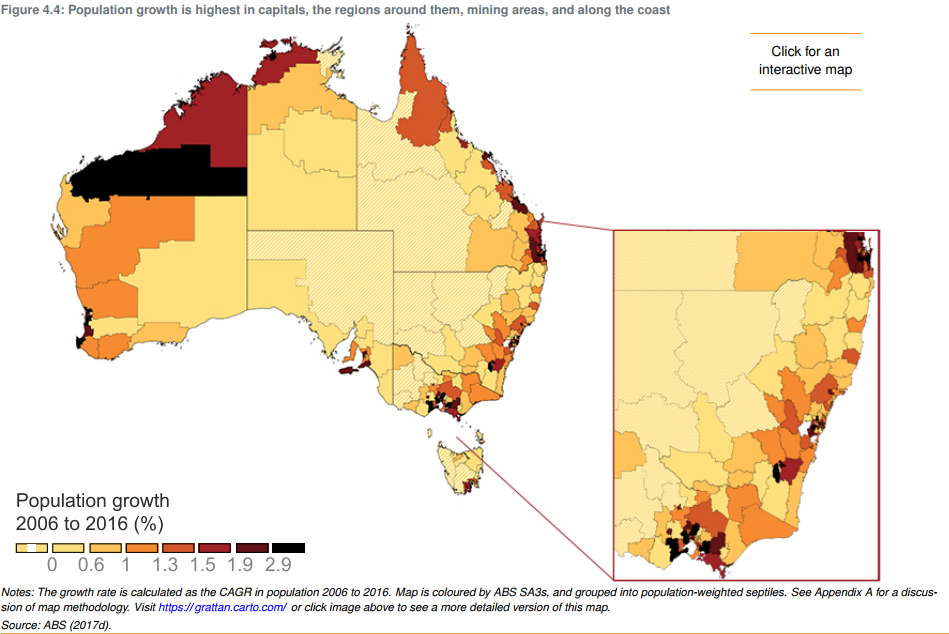 Figure 4.4: Population growth is highest in capitals, the regions around them, mining areas, and along the coast
Click for an
interactive map
Population growth
2006 to 2016 (%)
0 0.6 1 1.3 1.5 1.9 2.9
Notes: The growth rate is calculated as the CAGR in population 2006 to 2016. Map is coloured by ABS SA3s, and grouped into population-weighted septiles. See Appendix A for a discus-
sion of map methodology. Visit https://grattan.carto.com/ or click image above to see a more detailed version of this map.
Source: ABS (2017d).